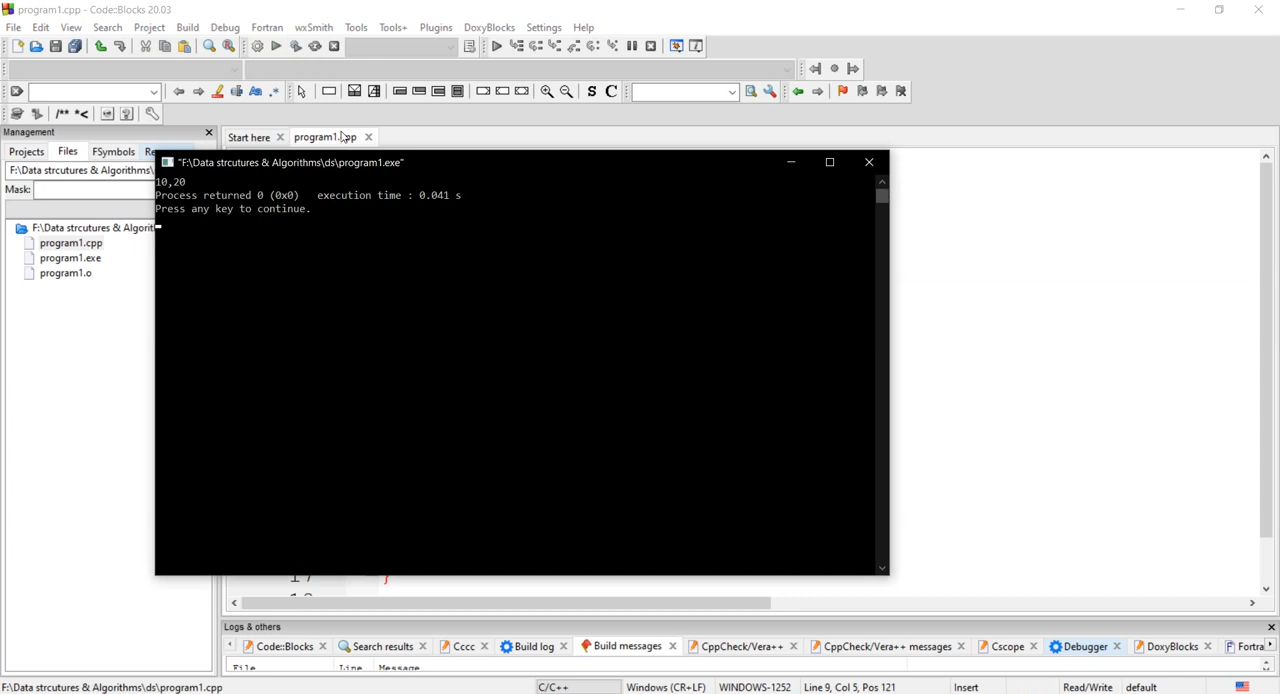 program1.cpp - Code::Blocks 20.03
File Edit View Search Project Build Debug Fortran wxSmith Tools Tools+ Plugins DoxyBlocks Settings Help
S C
/** *<
Management
Start here program1.cpp
Projects Files FSymbols
F:\Data strcutures & Algorithms\
Mask:
"F:\Data strcutures & Algorithms\ds\program1.exe"
10,20
Process returned 0 (0x0) execution time : 0.041 s
Press any key to continue.
F:\Data strcutures & Algorit
program1.cpp
program1.exe
program1.o
17 }
Logs & others
Code::Blocks Search results Cccc Build log Build messages CppCheck/Vera++ CppCheck/Vera++ messages Cscope Debugger DoxyBlocks Fortra
File Line Message
F:\Data strcutures & Algorithms\ds\program1.cpp C/C++ Windows (CR+LF) WINDOWS-1252 Line 9, Col 5, Pos 121 Insert Read/Write default